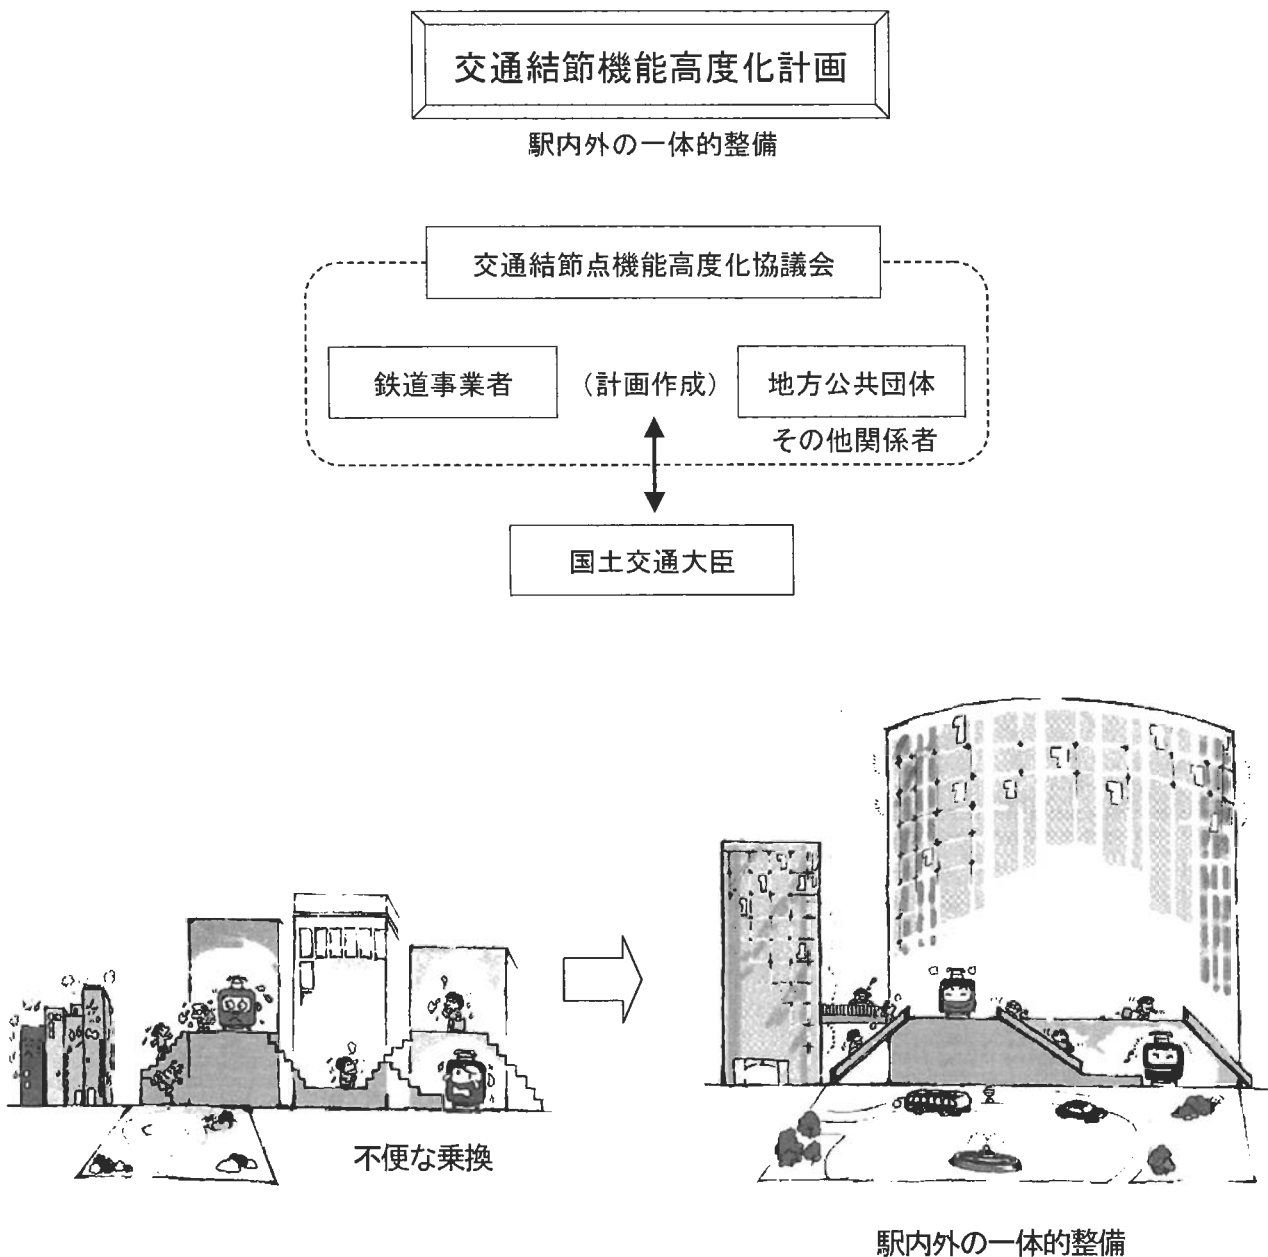 交通結節機能高度化計画
駅内外の一体的整備
交通結節点機能高度化協議会
鉄道事業者
（計画作成）
地方公共団体
その他関係者
国土交通大臣
不便な乗換
駅内外の一体的整備